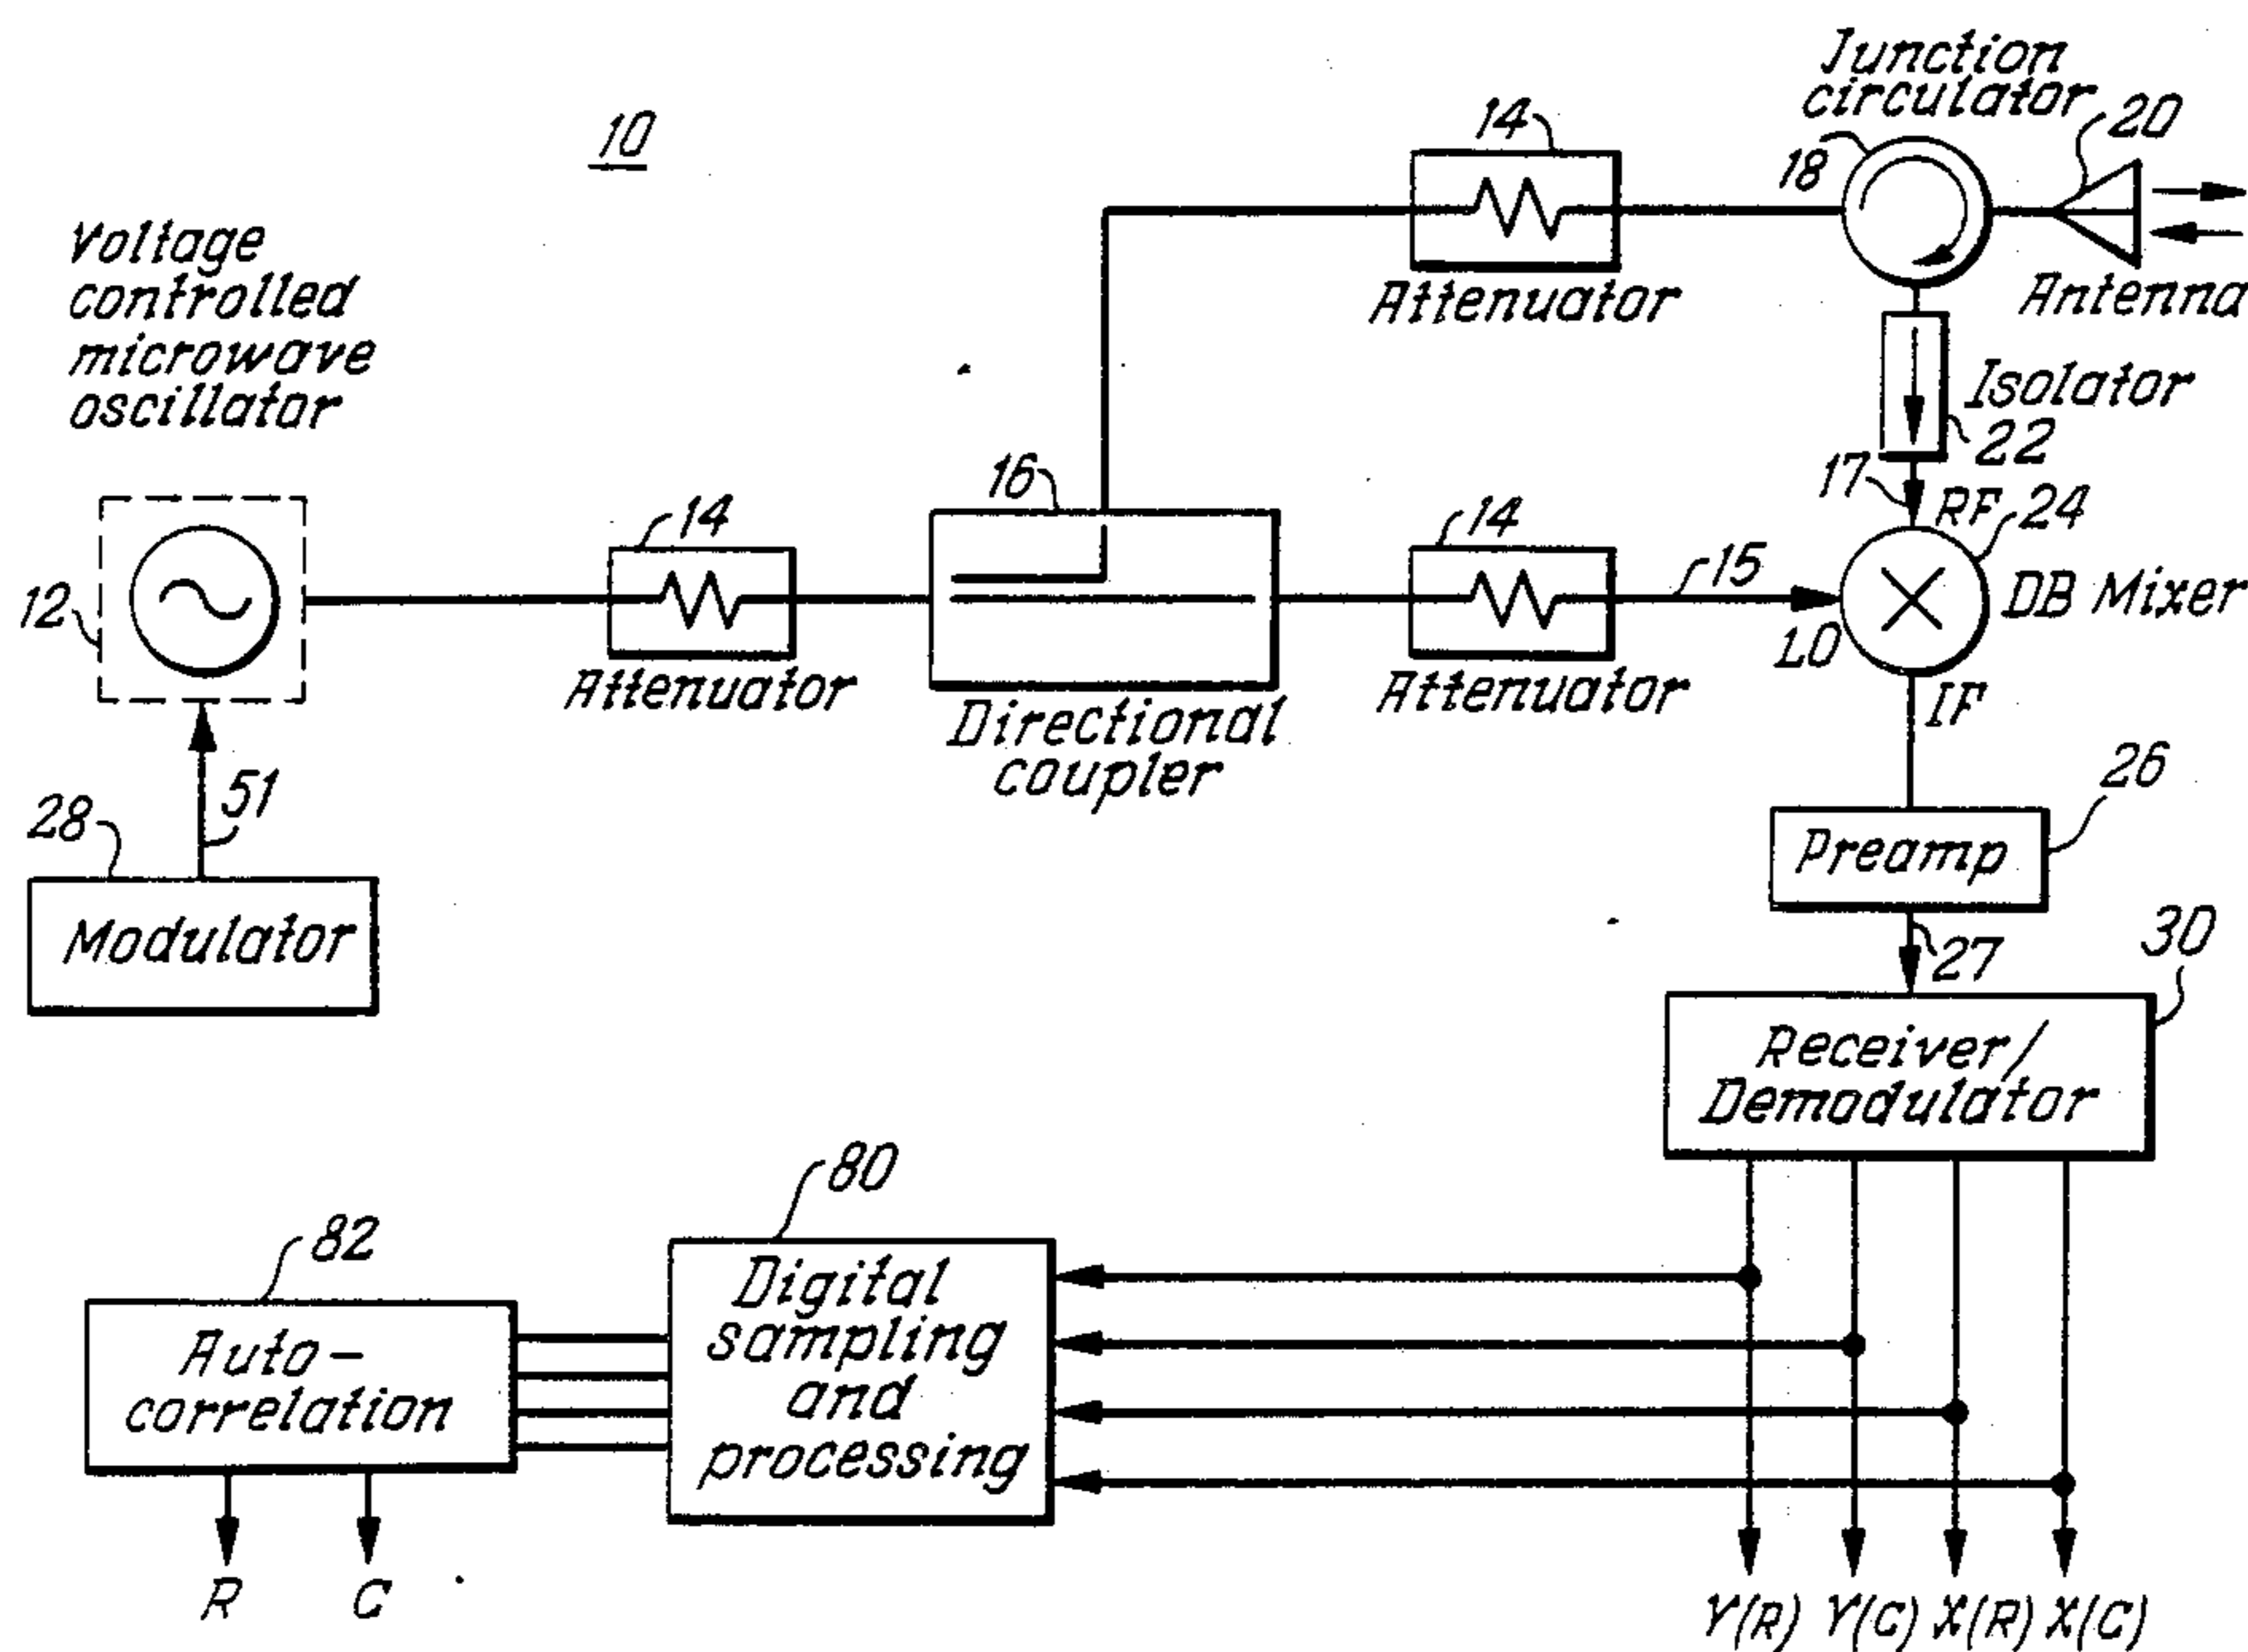 10
Junction
circulator
14
18
20
Attenuator
Antenna
Voltage
controlled
microwave
oscillator
Isolator
22
12
14
16
14
15
17
RF
24
LO
DB Mixer
IF
Attenuator
Directional
coupler
Attenuator
51
28
Modulator
26
Preamp
27
30
Receiver/
Demodulator
80
Digital
sampling
and
processing
82
Auto-
correlation
R
C
Y(R)
Y(C)
X(R)
X(C)